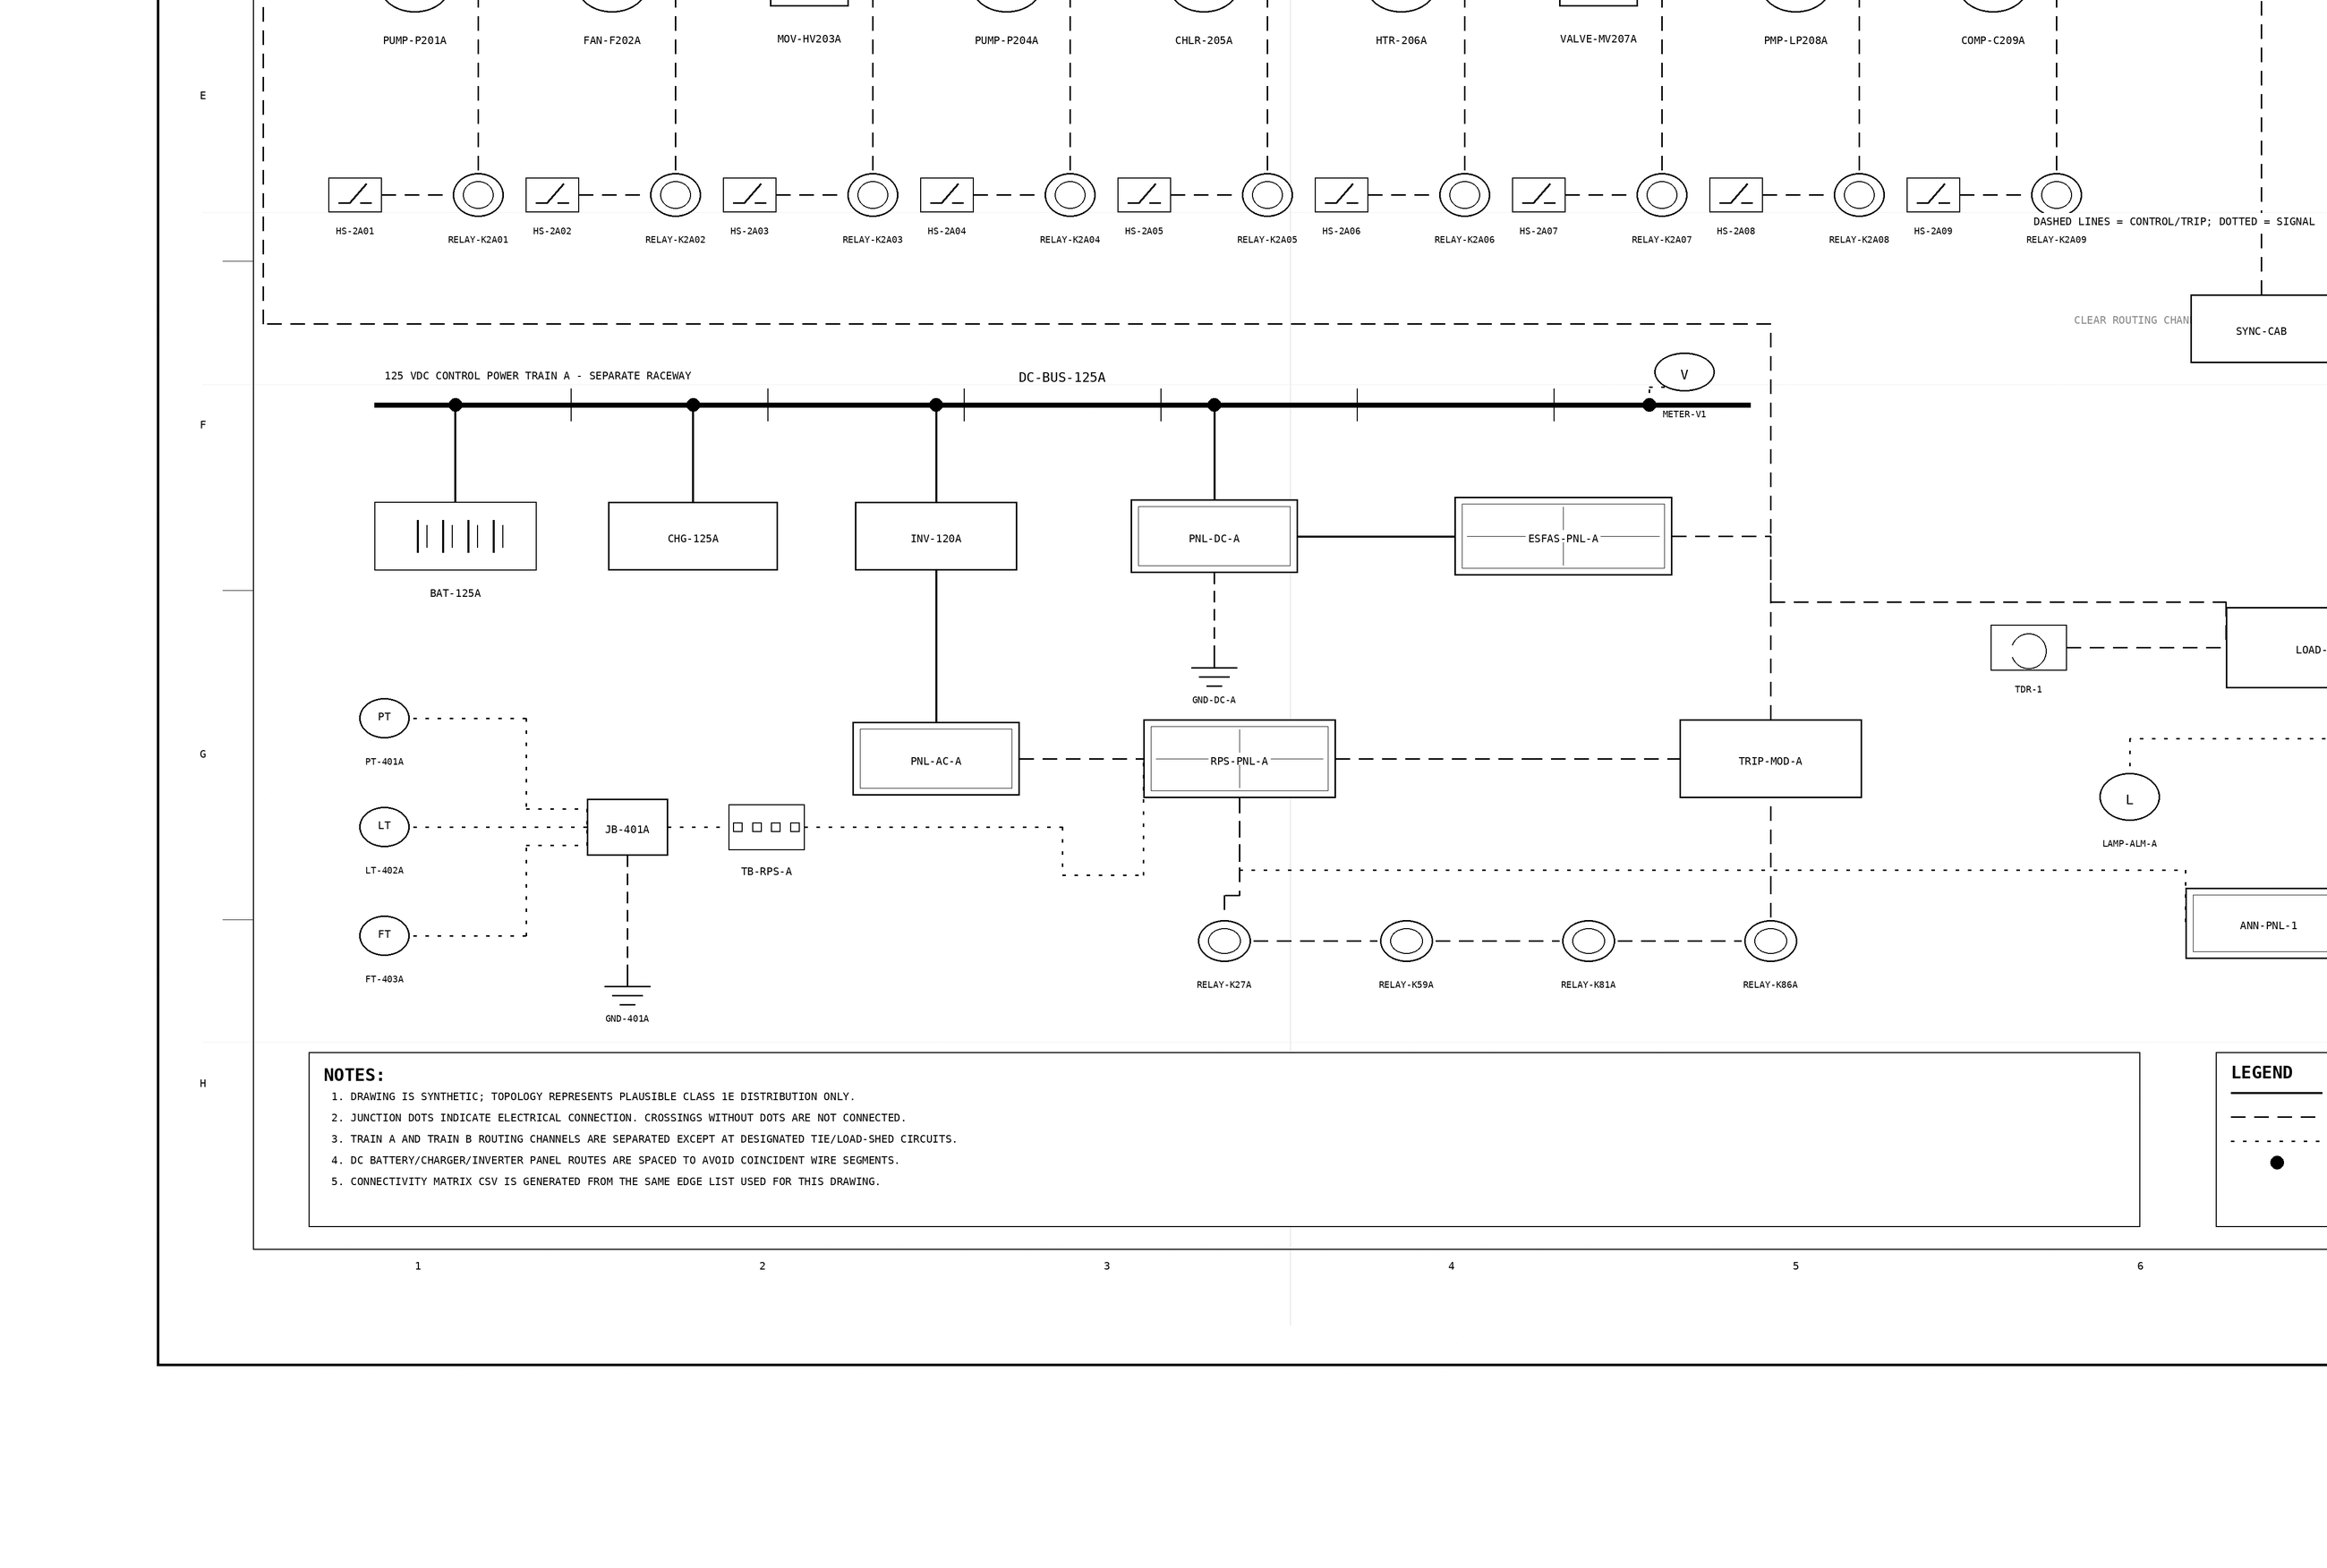 PUMP-P201A
FAN-F202A
MOV-HV203A
PUMP-P204A
CHLR-205A
HTR-206A
VALVE-MV207A
PMP-LP208A
COMP-C209A
E
DASHED LINES = CONTROL/TRIP; DOTTED = SIGNAL
HS-2A01
RELAY-K2A01
HS-2A02
RELAY-K2A02
HS-2A03
RELAY-K2A03
HS-2A04
RELAY-K2A04
HS-2A05
RELAY-K2A05
HS-2A06
RELAY-K2A06
HS-2A07
RELAY-K2A07
HS-2A08
RELAY-K2A08
HS-2A09
RELAY-K2A09
CLEAR ROUTING CHAN
SYNC-CAB
125 VDC CONTROL POWER TRAIN A - SEPARATE RACEWAY
DC-BUS-125A
V
METER-V1
F
CHG-125A
INV-120A
PNL-DC-A
ESFAS-PNL-A
BAT-125A
LOAD-
TDR-1
GND-DC-A
PT
PT-401A
G
PNL-AC-A
RPS-PNL-A
TRIP-MOD-A
L
LAMP-ALM-A
LT
LT-402A
JB-401A
TB-RPS-A
FT
FT-403A
ANN-PNL-1
RELAY-K27A
RELAY-K59A
RELAY-K81A
RELAY-K86A
GND-401A
H
NOTES:
1. DRAWING IS SYNTHETIC; TOPOLOGY REPRESENTS PLAUSIBLE CLASS 1E DISTRIBUTION ONLY.
2. JUNCTION DOTS INDICATE ELECTRICAL CONNECTION. CROSSINGS WITHOUT DOTS ARE NOT CONNECTED.
3. TRAIN A AND TRAIN B ROUTING CHANNELS ARE SEPARATED EXCEPT AT DESIGNATED TIE/LOAD-SHED CIRCUITS.
4. DC BATTERY/CHARGER/INVERTER PANEL ROUTES ARE SPACED TO AVOID COINCIDENT WIRE SEGMENTS.
5. CONNECTIVITY MATRIX CSV IS GENERATED FROM THE SAME EDGE LIST USED FOR THIS DRAWING.
LEGEND
1
2
3
4
5
6